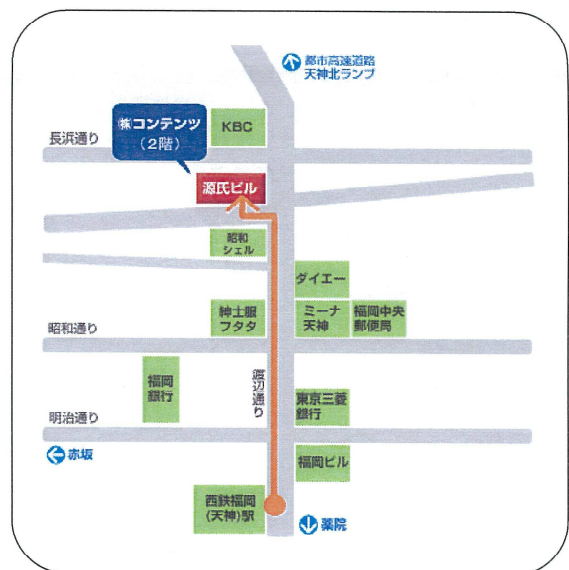 都市高速道路
天神北ランプ
㈱コンテンツ
(2階)
KBC
長浜通り
源氏ビル
昭和
シェル
ダイエー
紳士服
フタタ
ミーナ
天神
福岡中央
郵便局
昭和通り
福岡
銀行
渡辺通り
東京三菱
銀行
明治通り
赤坂
福岡ビル
西鉄福岡
(天神)駅
薬院